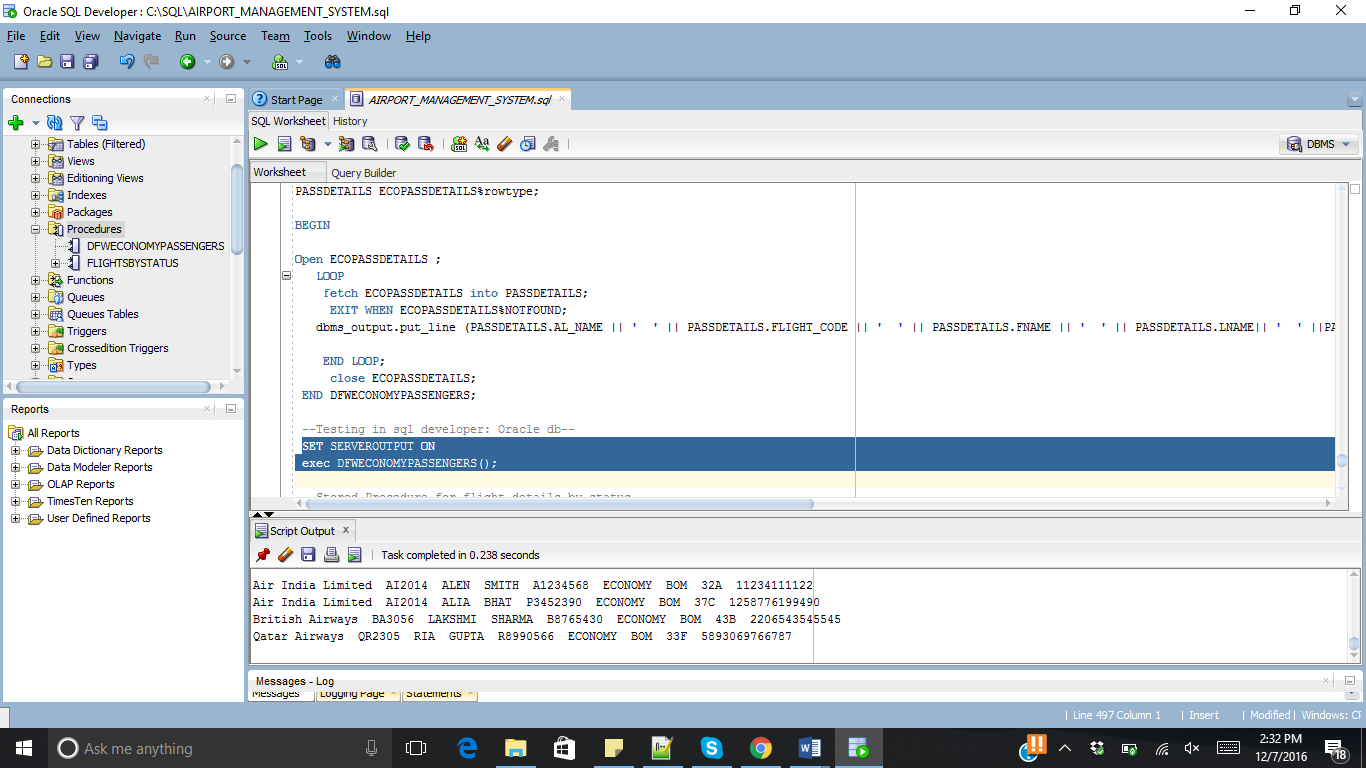 Oracle SQL Developer : C:\SQL\AIRPORT_MANAGEMENT_SYSTEM.sql
File Edit View Navigate Run Source Team Tools Window Help
Connections
Tables (Filtered)
Views
Editioning Views
Indexes
Packages
Procedures
DFWECONOMYPASSENGERS
FLIGHTSBYSTATUS
Functions
Queues
Queues Tables
Triggers
Crossedition Triggers
Types
Reports
All Reports
Data Dictionary Reports
Data Modeler Reports
OLAP Reports
TimesTen Reports
User Defined Reports
Start Page
AIRPORT_MANAGEMENT_SYSTEM.sql
SQL Worksheet History
DBMS
Worksheet Query Builder
PASSDETAILS ECOPASSDETAILS%rowtype;
BEGIN
Open ECOPASSDETAILS ;
LOOP
fetch ECOPASSDETAILS into PASSDETAILS;
EXIT WHEN ECOPASSDETAILS%NOTFOUND;
dbms_output.put_line (PASSDETAILS.AL_NAME || '  ' || PASSDETAILS.FLIGHT_CODE || '  ' || PASSDETAILS.FNAME || '  ' || PASSDETAILS.LNAME|| '  ' ||PA
END LOOP;
close ECOPASSDETAILS;
END DFWECONOMYPASSENGERS;
--Testing in sql developer: Oracle db--
SET SERVEROUTPUT ON
exec DFWECONOMYPASSENGERS();
Stored Procedure for flight details by status
Script Output
Task completed in 0.238 seconds
Air India Limited  AI2014  ALEN  SMITH  A1234568  ECONOMY  BOM  32A  11234111122
Air India Limited  AI2014  ALIA  BHAT  P3452390  ECONOMY  BOM  37C  1258776199490
British Airways  BA3056  LAKSHMI  SHARMA  B8765430  ECONOMY  BOM  43B  2206543545545
Qatar Airways  QR2305  RIA  GUPTA  R8990566  ECONOMY  BOM  33F  5893069766787
Messages - Log
Messages Logging Page Statements
Line 497 Column 1 | Insert | Modified | Windows: CF
Ask me anything
2:32 PM
12/7/2016
18